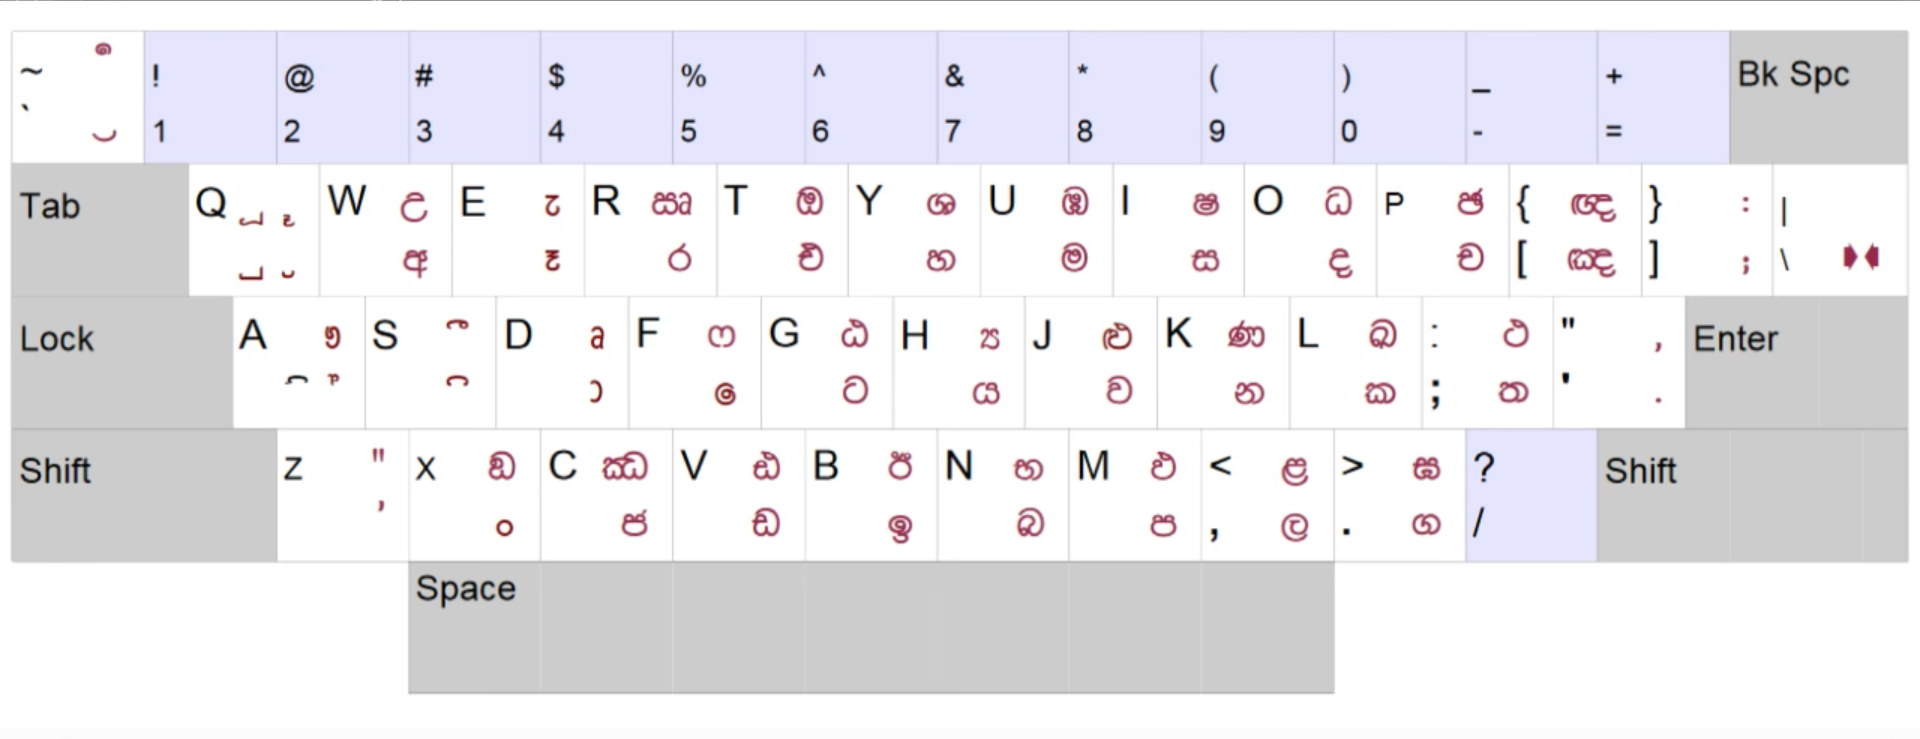 ~ ෙ ! @ # $ % ^ & * ( ) _ + Bk Spc
` 1 2 3 4 5 6 7 8 9 0 - =
Tab Q ූ W උ E ැ R ඍ T ඔ Y ශ U ඹ I ෂ O ධ P ඡ { ඥ } : |
ු අ ෑ ර එ හ ම ස ද ච [ ඤ ] ; \
Lock A ෟ S ී D ෘ F ෆ G ඨ H ්‍ය J ළු K ණ L ඛ : ථ " , Enter
් ි ා ෙ ට ය ව න ක ; ත ' .
Shift Z " X ඞ C ඣ V ඪ B ඊ N භ M ඵ < ළ > ඝ ? Shift
' ං ජ ඩ ඉ බ ප , ල . ග /
Space